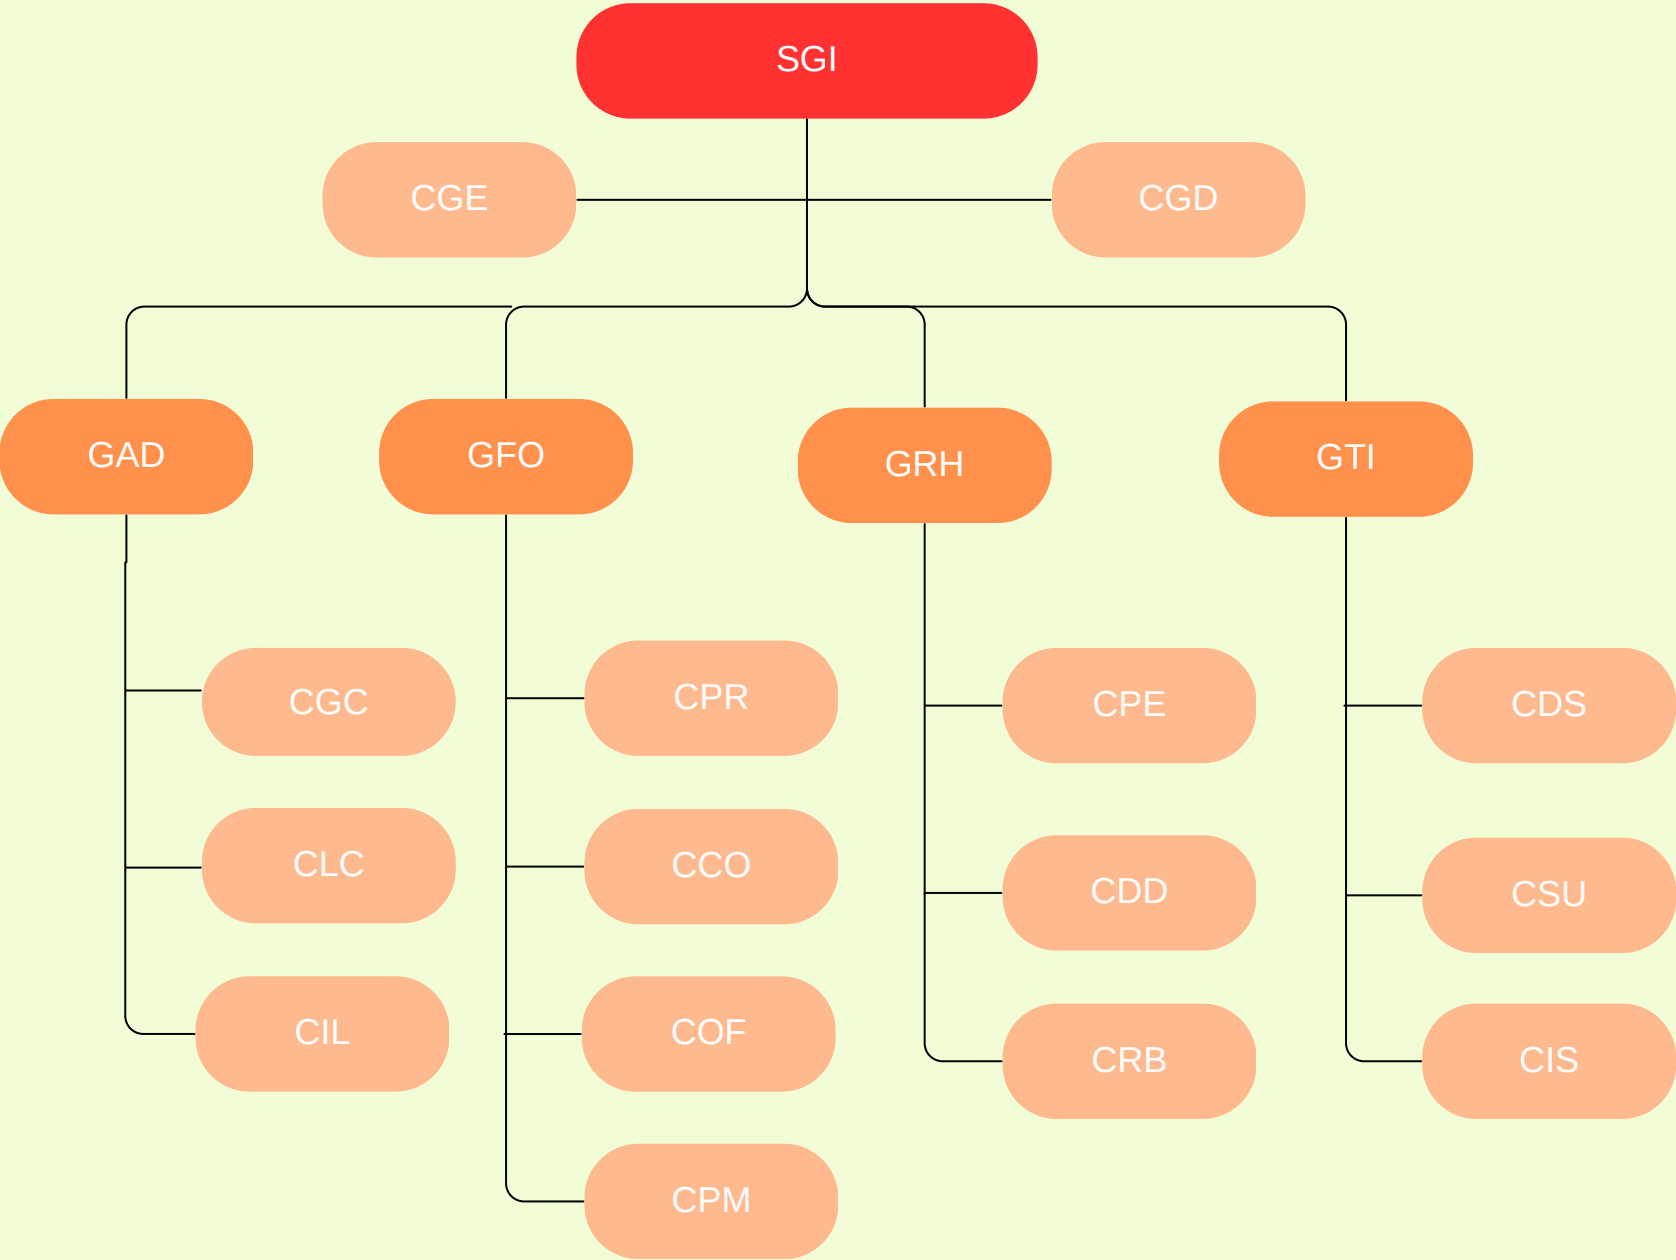 SGI
CGE
CGD
GAD
GFO
GRH
GTI
CGC
CPR
CPE
CDS
CLC
CCO
CDD
CSU
CIL
COF
CRB
CIS
CPM